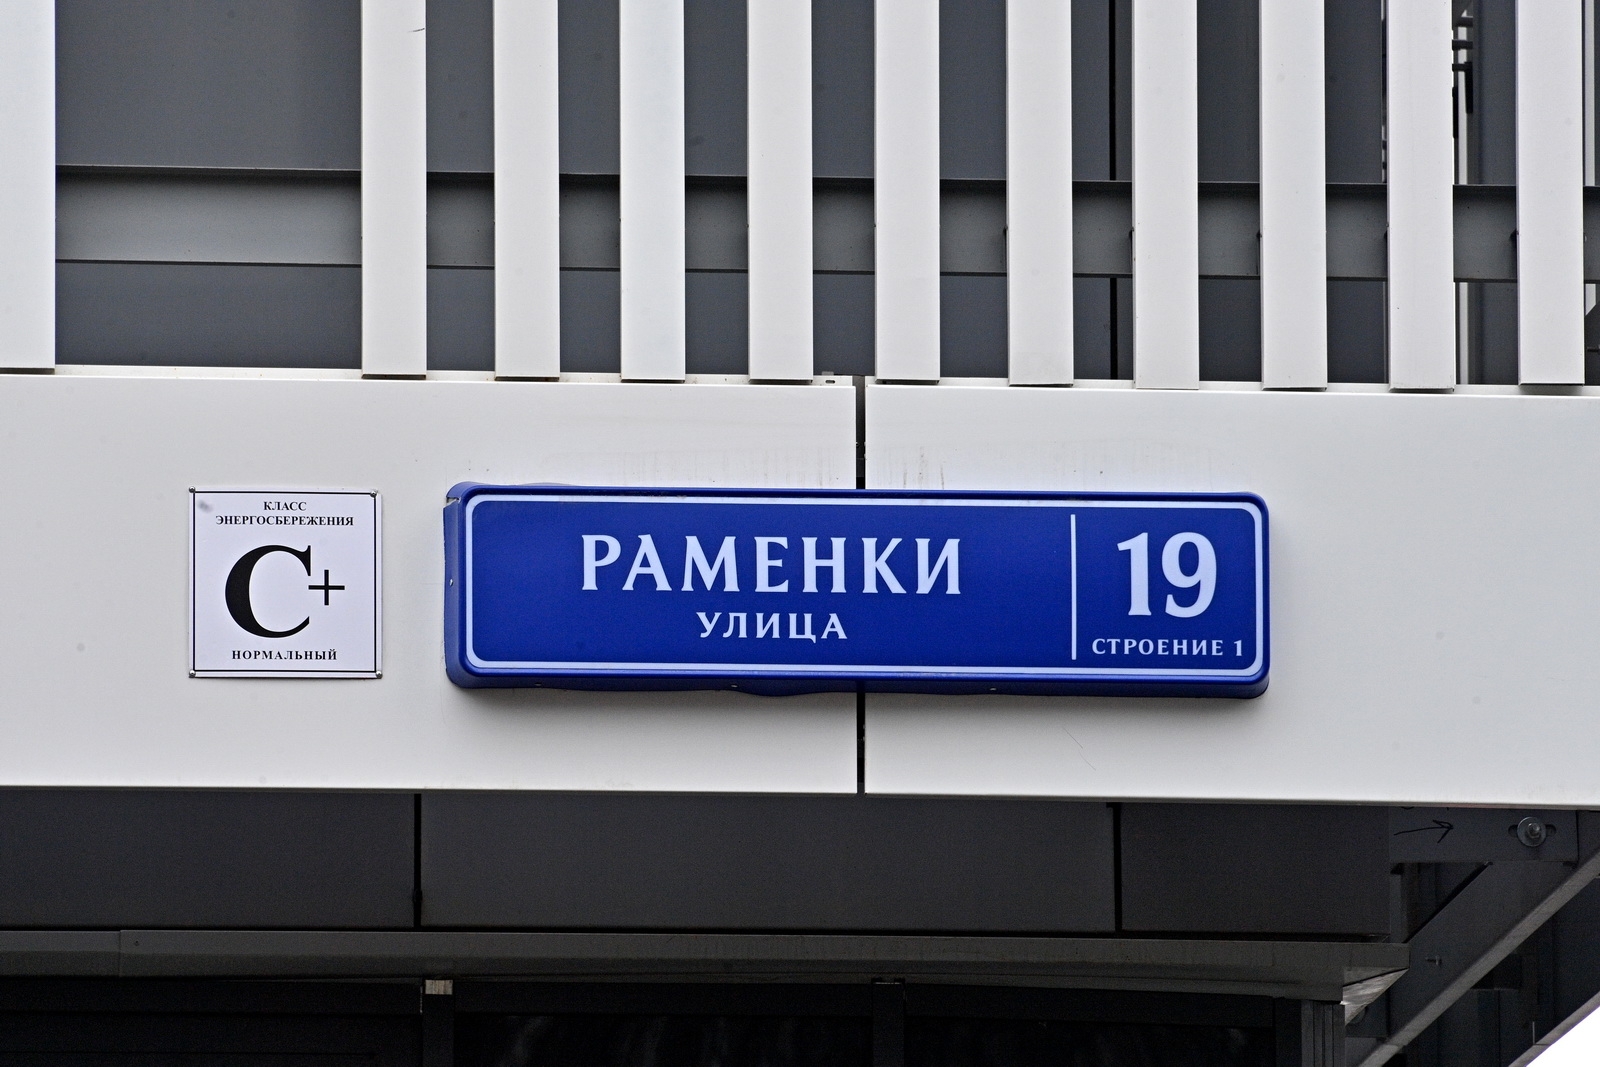 КЛАСС
ЭНЕРГОСБЕРЕЖЕНИЯ
C+
НОРМАЛЬНЫЙ
РАМЕНКИ
УЛИЦА
19
СТРОЕНИЕ 1